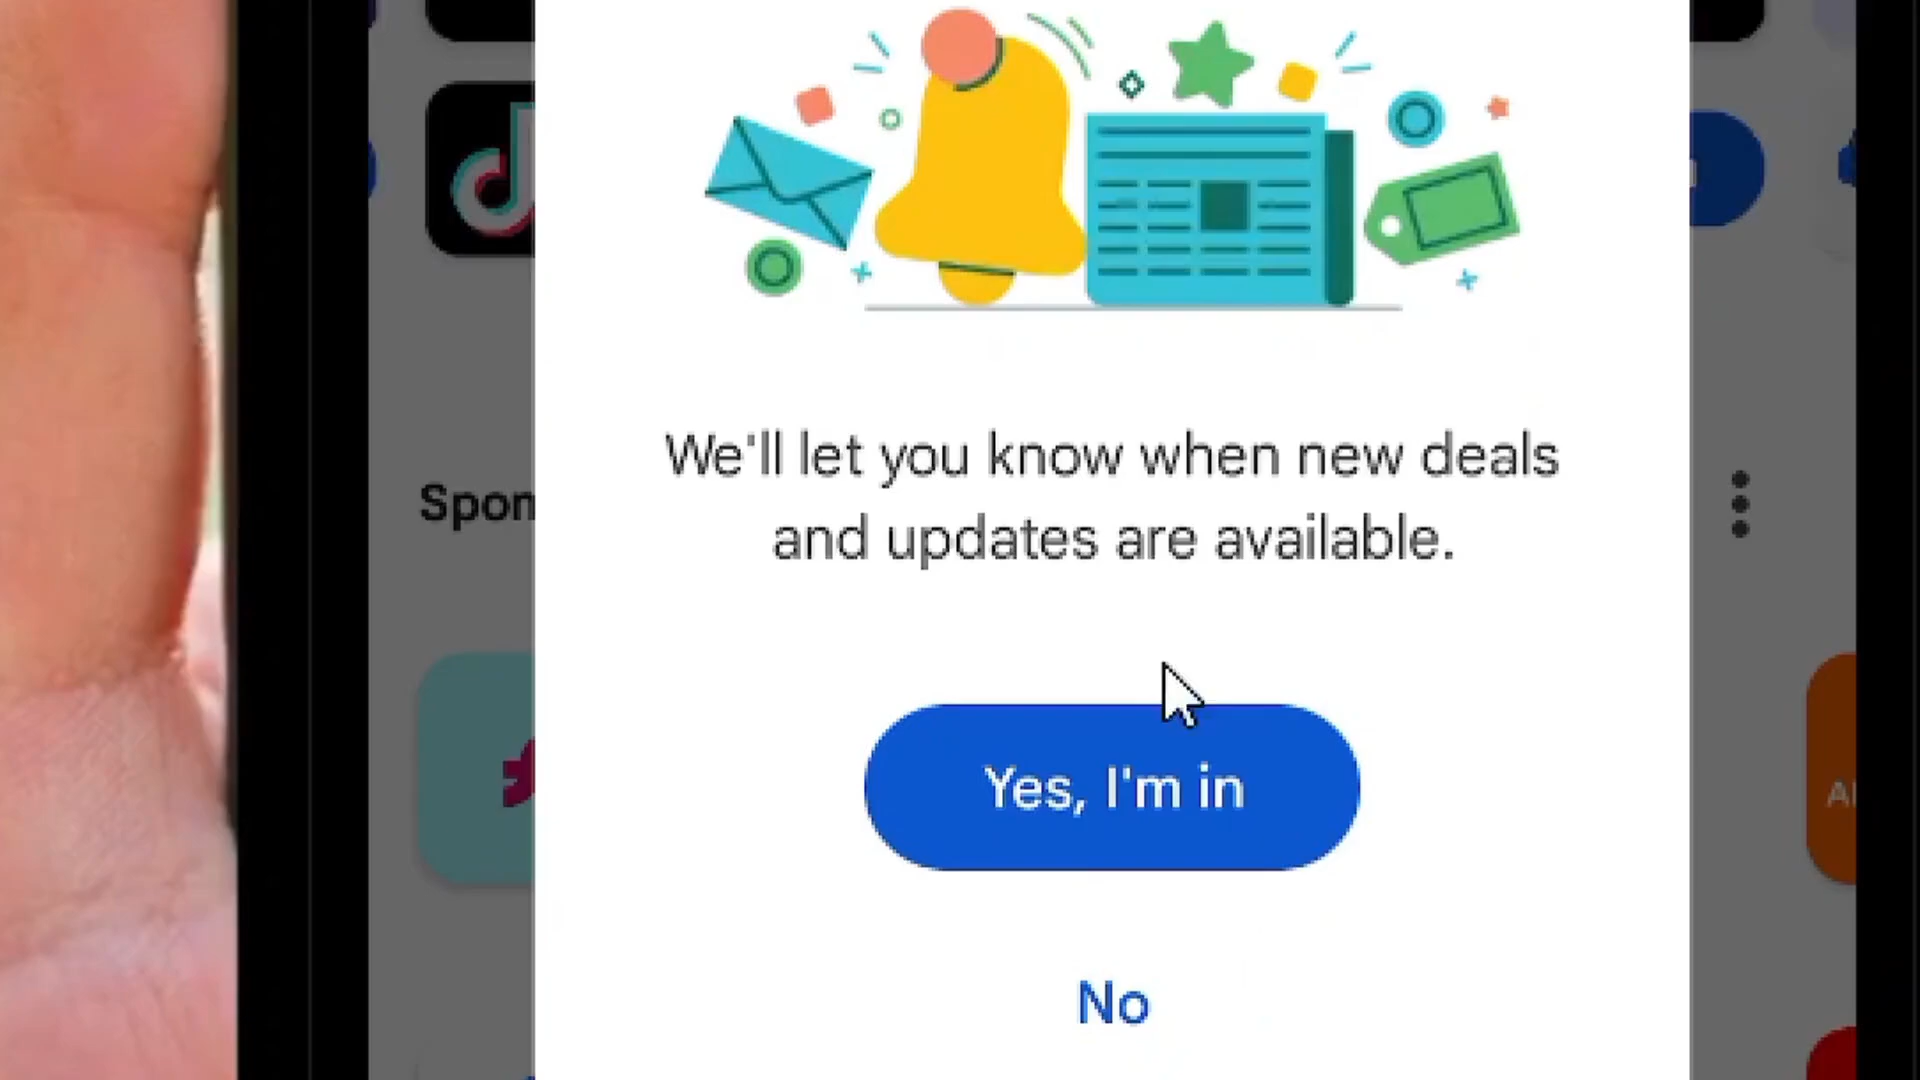 We'll let you know when new deals
and updates are available.
Spon
Yes, I'm in
No